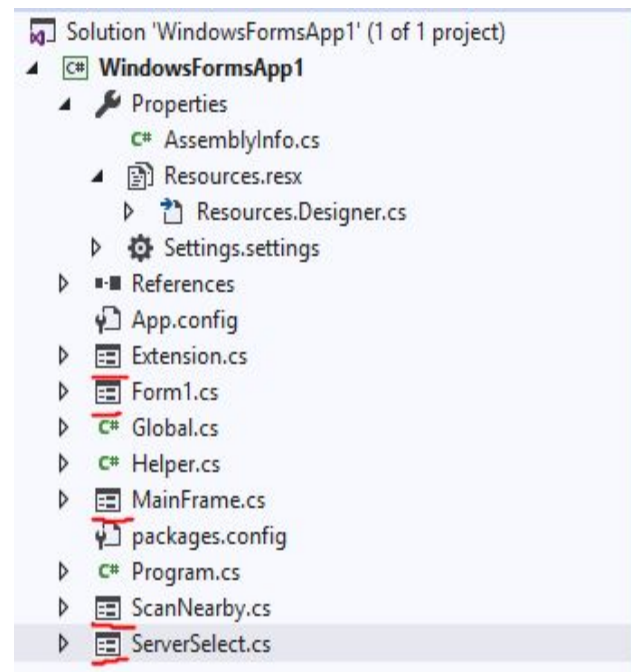 Solution 'WindowsFormsApp1' (1 of 1 project)
C# WindowsFormsApp1
Properties
C# AssemblyInfo.cs
Resources.resx
Resources.Designer.cs
Settings.settings
References
App.config
Extension.cs
Form1.cs
C# Global.cs
C# Helper.cs
MainFrame.cs
packages.config
C# Program.cs
ScanNearby.cs
ServerSelect.cs